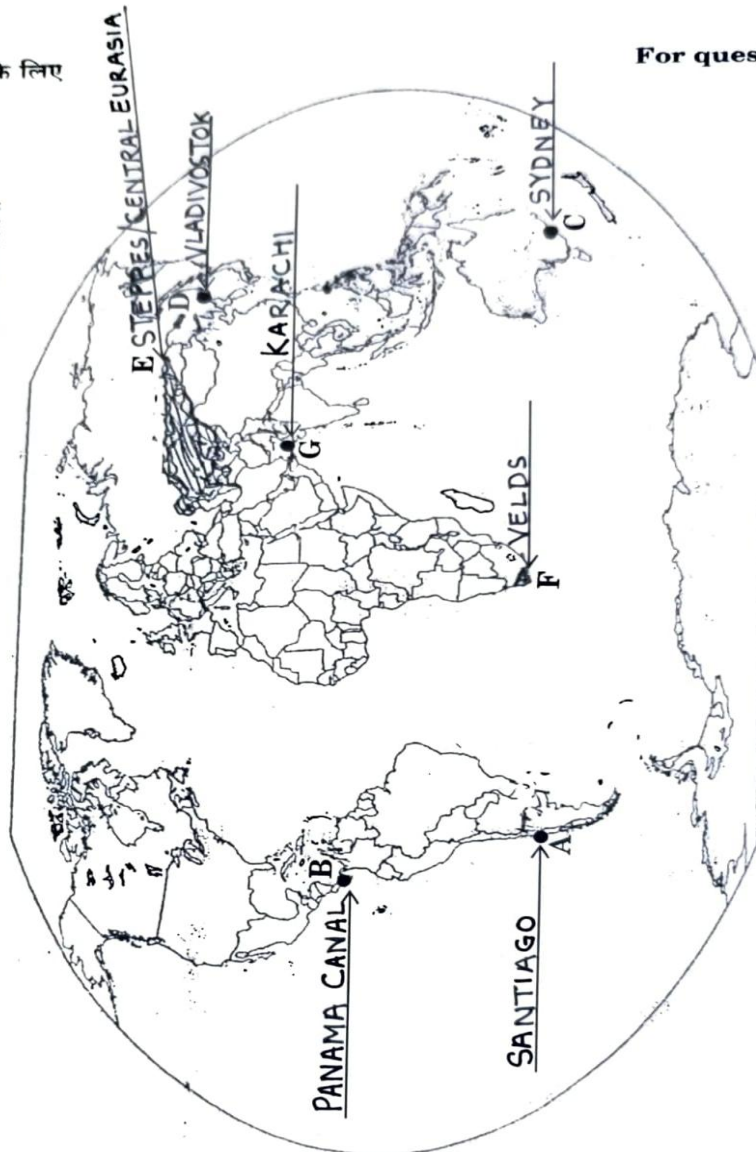 के लिए
For ques
STEPPES/CENTRAL EURASIA
E
VLADIVOSTOK
D
KARACHI
G
SYDNEY
C
VELDS
F
PANAMA CANAL
B
SANTIAGO
A